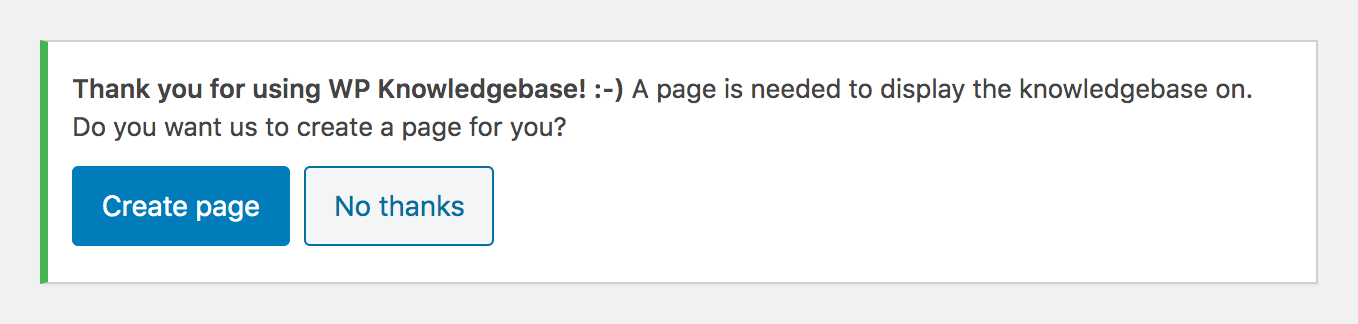 Thank you for using WP Knowledgebase! :-) A page is needed to display the knowledgebase on.
Do you want us to create a page for you?
Create page No thanks